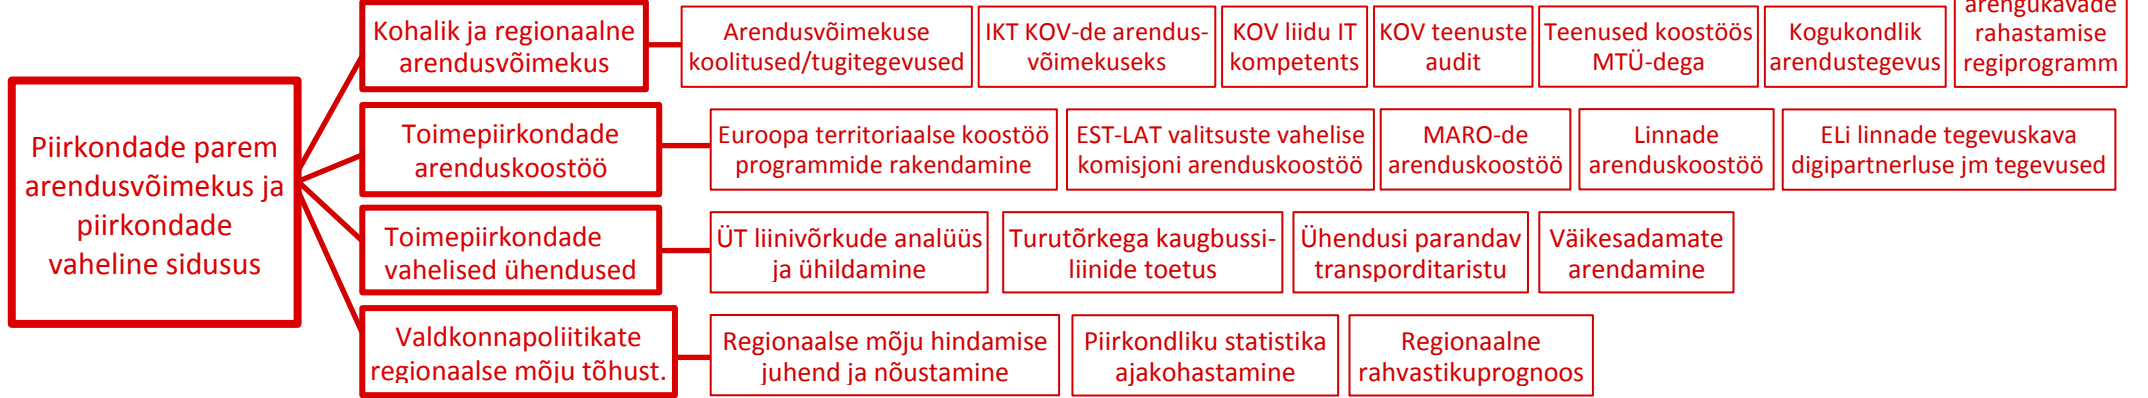 Piirkondade parem
arendusvõimekus ja
piirkondade
vaheline sidusus
Kohalik ja regionaalne
arendusvõimekus
Arendusvõimekuse
koolitused/tugitegevused
IKT KOV-de arendus-
võimekuseks
KOV liidu IT
kompetents
KOV teenuste
audit
Teenused koostöös
MTÜ-dega
Kogukondlik
arendustegevus
arengukavade
rahastamise
regiprogramm
Toimepiirkondade
arenduskoostöö
Euroopa territoriaalse koostöö
programmide rakendamine
EST-LAT valitsuste vahelise
komisjoni arenduskoostöö
MARO-de
arenduskoostöö
Linnade
arenduskoostöö
ELi linnade tegevuskava
digipartnerluse jm tegevused
Toimepiirkondade
vahelised ühendused
ÜT liinivõrkude analüüs
ja ühildamine
Turutõrkega kaugbussi-
liinide toetus
Ühendusi parandav
transporditaristu
Väikesadamate
arendamine
Valdkonnapoliitikate
regionaalse mõju tõhust.
Regionaalse mõju hindamise
juhend ja nõustamine
Piirkondliku statistika
ajakohastamine
Regionaalne
rahvastikuprognoos